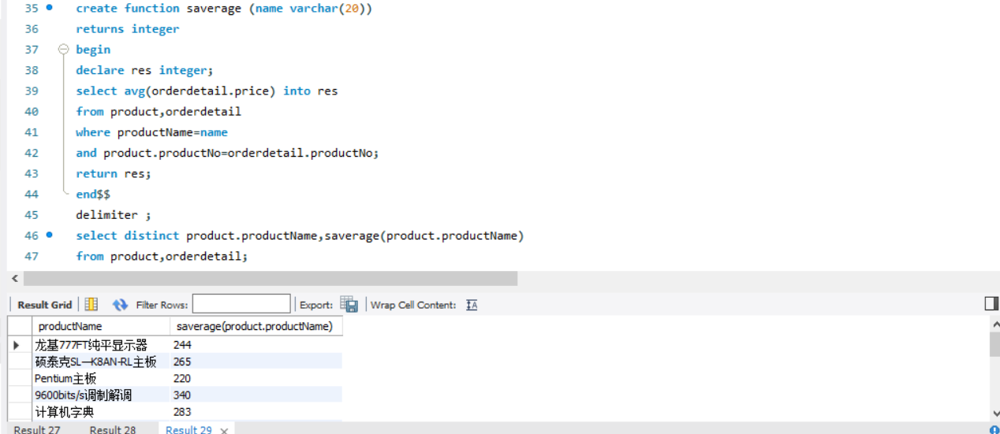 35 create function saverage (name varchar(20))
36 returns integer
37 begin
38 declare res integer;
39 select avg(orderdetail.price) into res
40 from product,orderdetail
41 where productName=name
42 and product.productNo=orderdetail.productNo;
43 return res;
44 end$$
45 delimiter ;
46 select distinct product.productName,saverage(product.productName)
47 from product,orderdetail;
Result Grid Filter Rows: Export: Wrap Cell Content: IA
productName saverage(product.productName)
龙基777FT纯平显示器 244
硕泰克SL—K8AN-RL主板 265
Pentium主板 220
9600bits/si调制解调 340
计算机字典 283
Result 27 Result 28 Result 29